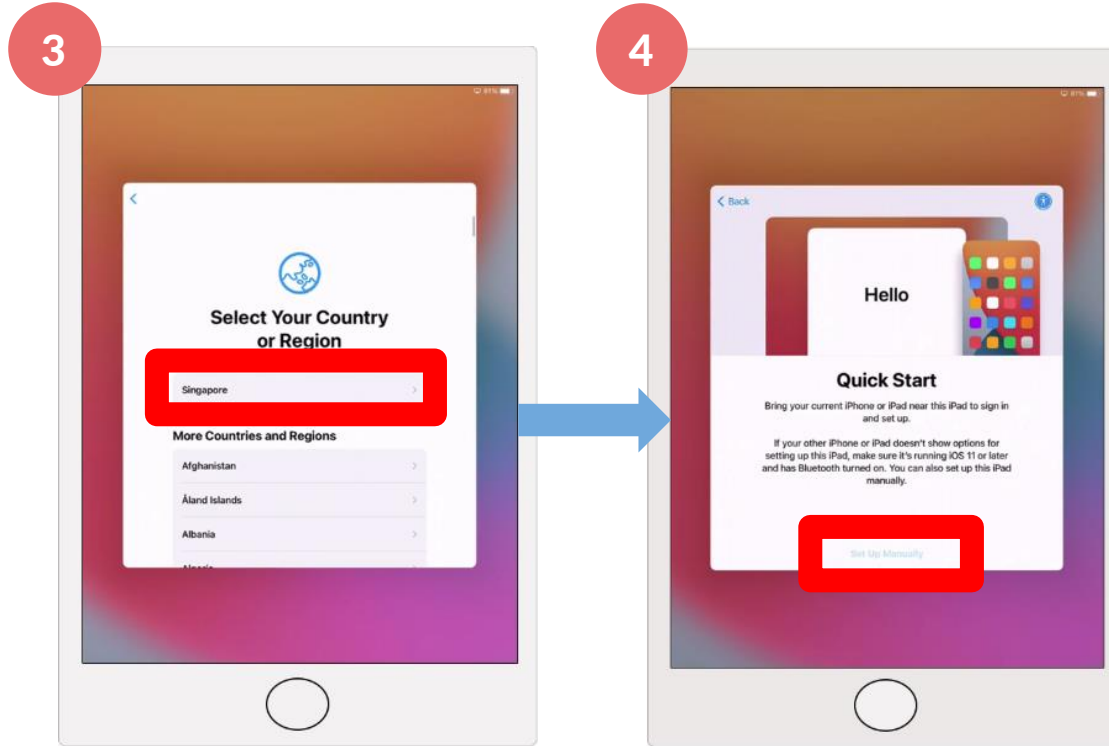 3
81%
Select Your Country
or Region
Singapore
More Countries and Regions
Afghanistan
Åland Islands
Albania
Algeria
4
81%
Back
Hello
Quick Start
Bring your current iPhone or iPad near this iPad to sign in
and set up.
If your other iPhone or iPad doesn't show options for
setting up this iPad, make sure it's running iOS 11 or later
and has Bluetooth turned on. You can also set up this iPad
manually.
Set Up Manually